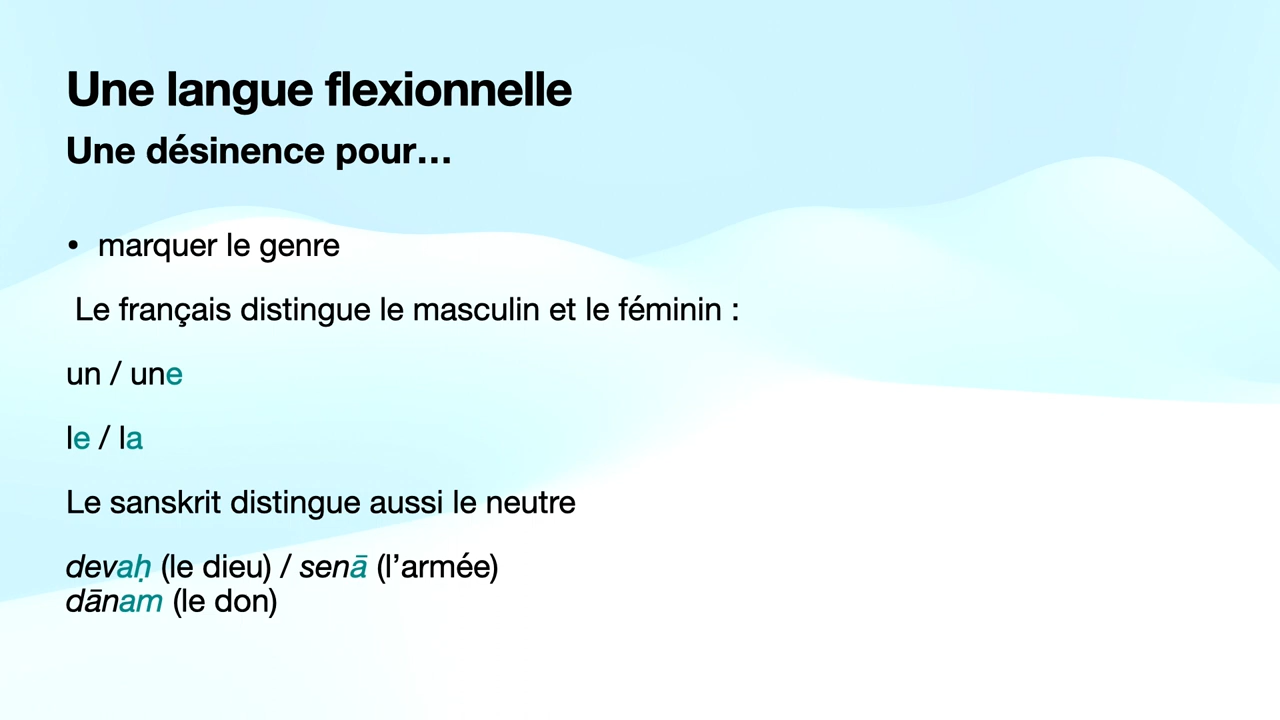 Une langue flexionnelle
Une désinence pour…
• marquer le genre
Le français distingue le masculin et le féminin :
un / une
le / la
Le sanskrit distingue aussi le neutre
devaḥ (le dieu) / senā (l’armée)
dānam (le don)